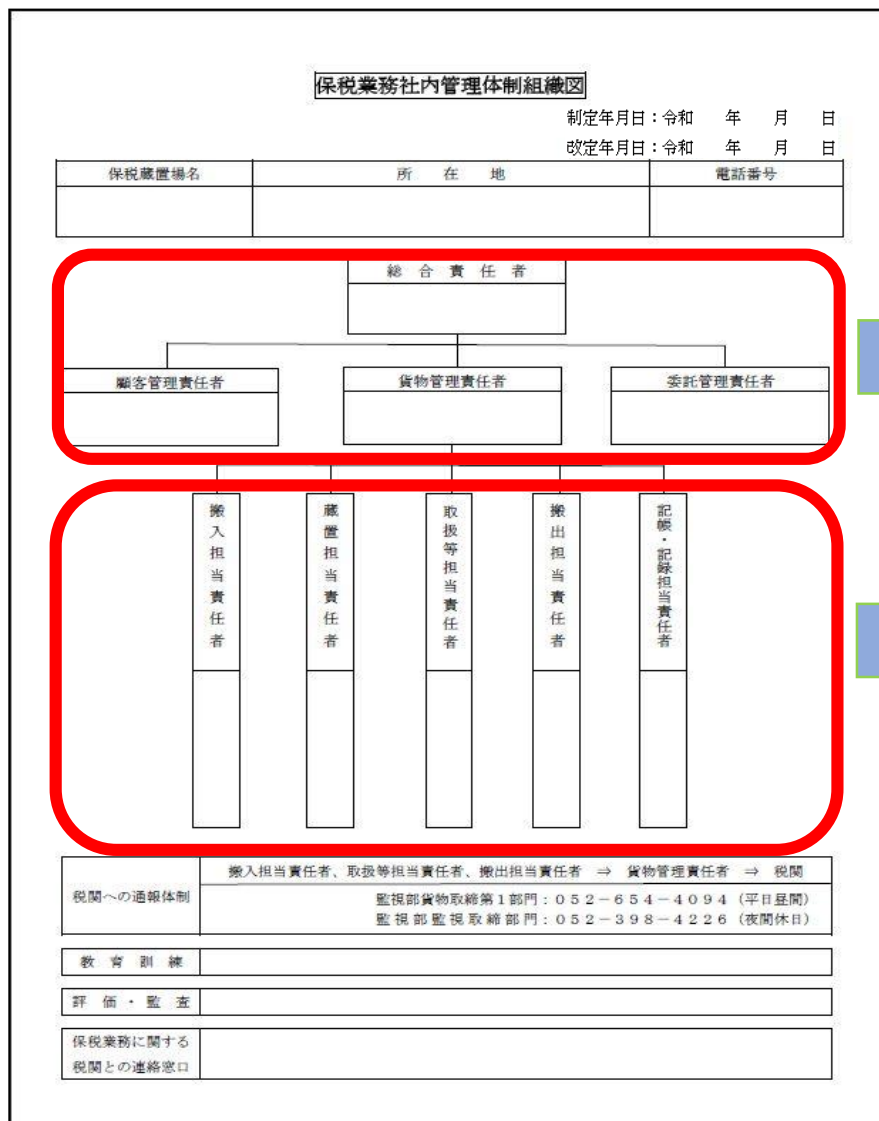 保税業務社内管理体制組織図
制定年月日：令和　　年　　月　　日
改定年月日：令和　　年　　月　　日
保税蔵置場名　所　在　地　電話番号
総　合　責　任　者
顧客管理責任者　貨物管理責任者　委託管理責任者
搬入担当責任者
蔵置担当責任者
取扱等担当責任者
搬出担当責任者
記帳・記録担当責任者
税関への通報体制
搬入担当責任者、取扱等担当責任者、搬出担当責任者　⇒　貨物管理責任者　⇒　税関
監視部貨物取締第１部門：０５２－６５４－４０９４（平日昼間）
監視部監視取締部門：０５２－３９８－４２２６（夜間休日）
教　育　訓　練
評　価　・　監　査
保税業務に関する
税関との連絡窓口